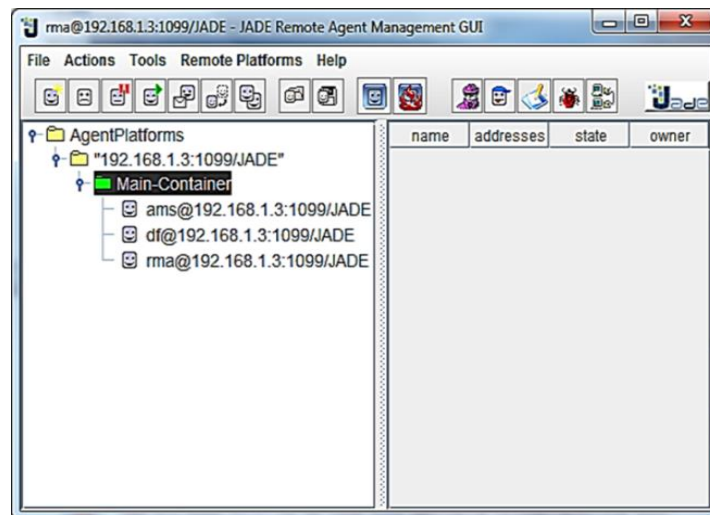 rma@192.168.1.3:1099/JADE - JADE Remote Agent Management GUI
File Actions Tools Remote Platforms Help
Jade
AgentPlatforms
"192.168.1.3:1099/JADE"
Main-Container
ams@192.168.1.3:1099/JADE
df@192.168.1.3:1099/JADE
rma@192.168.1.3:1099/JADE
name addresses state owner